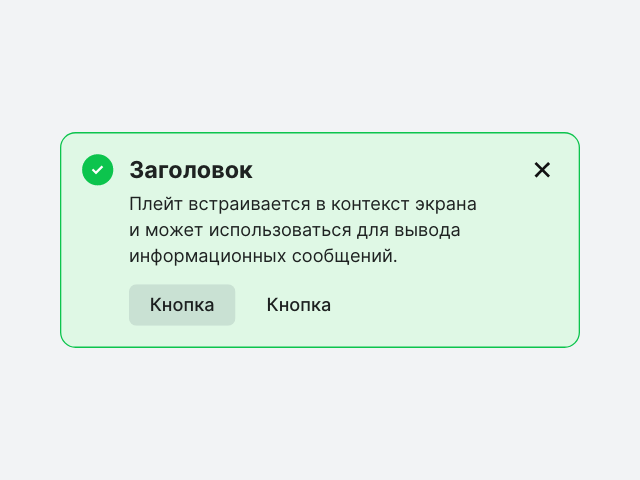 Заголовок
Плейт встраивается в контекст экрана
и может использоваться для вывода
информационных сообщений.
Кнопка Кнопка